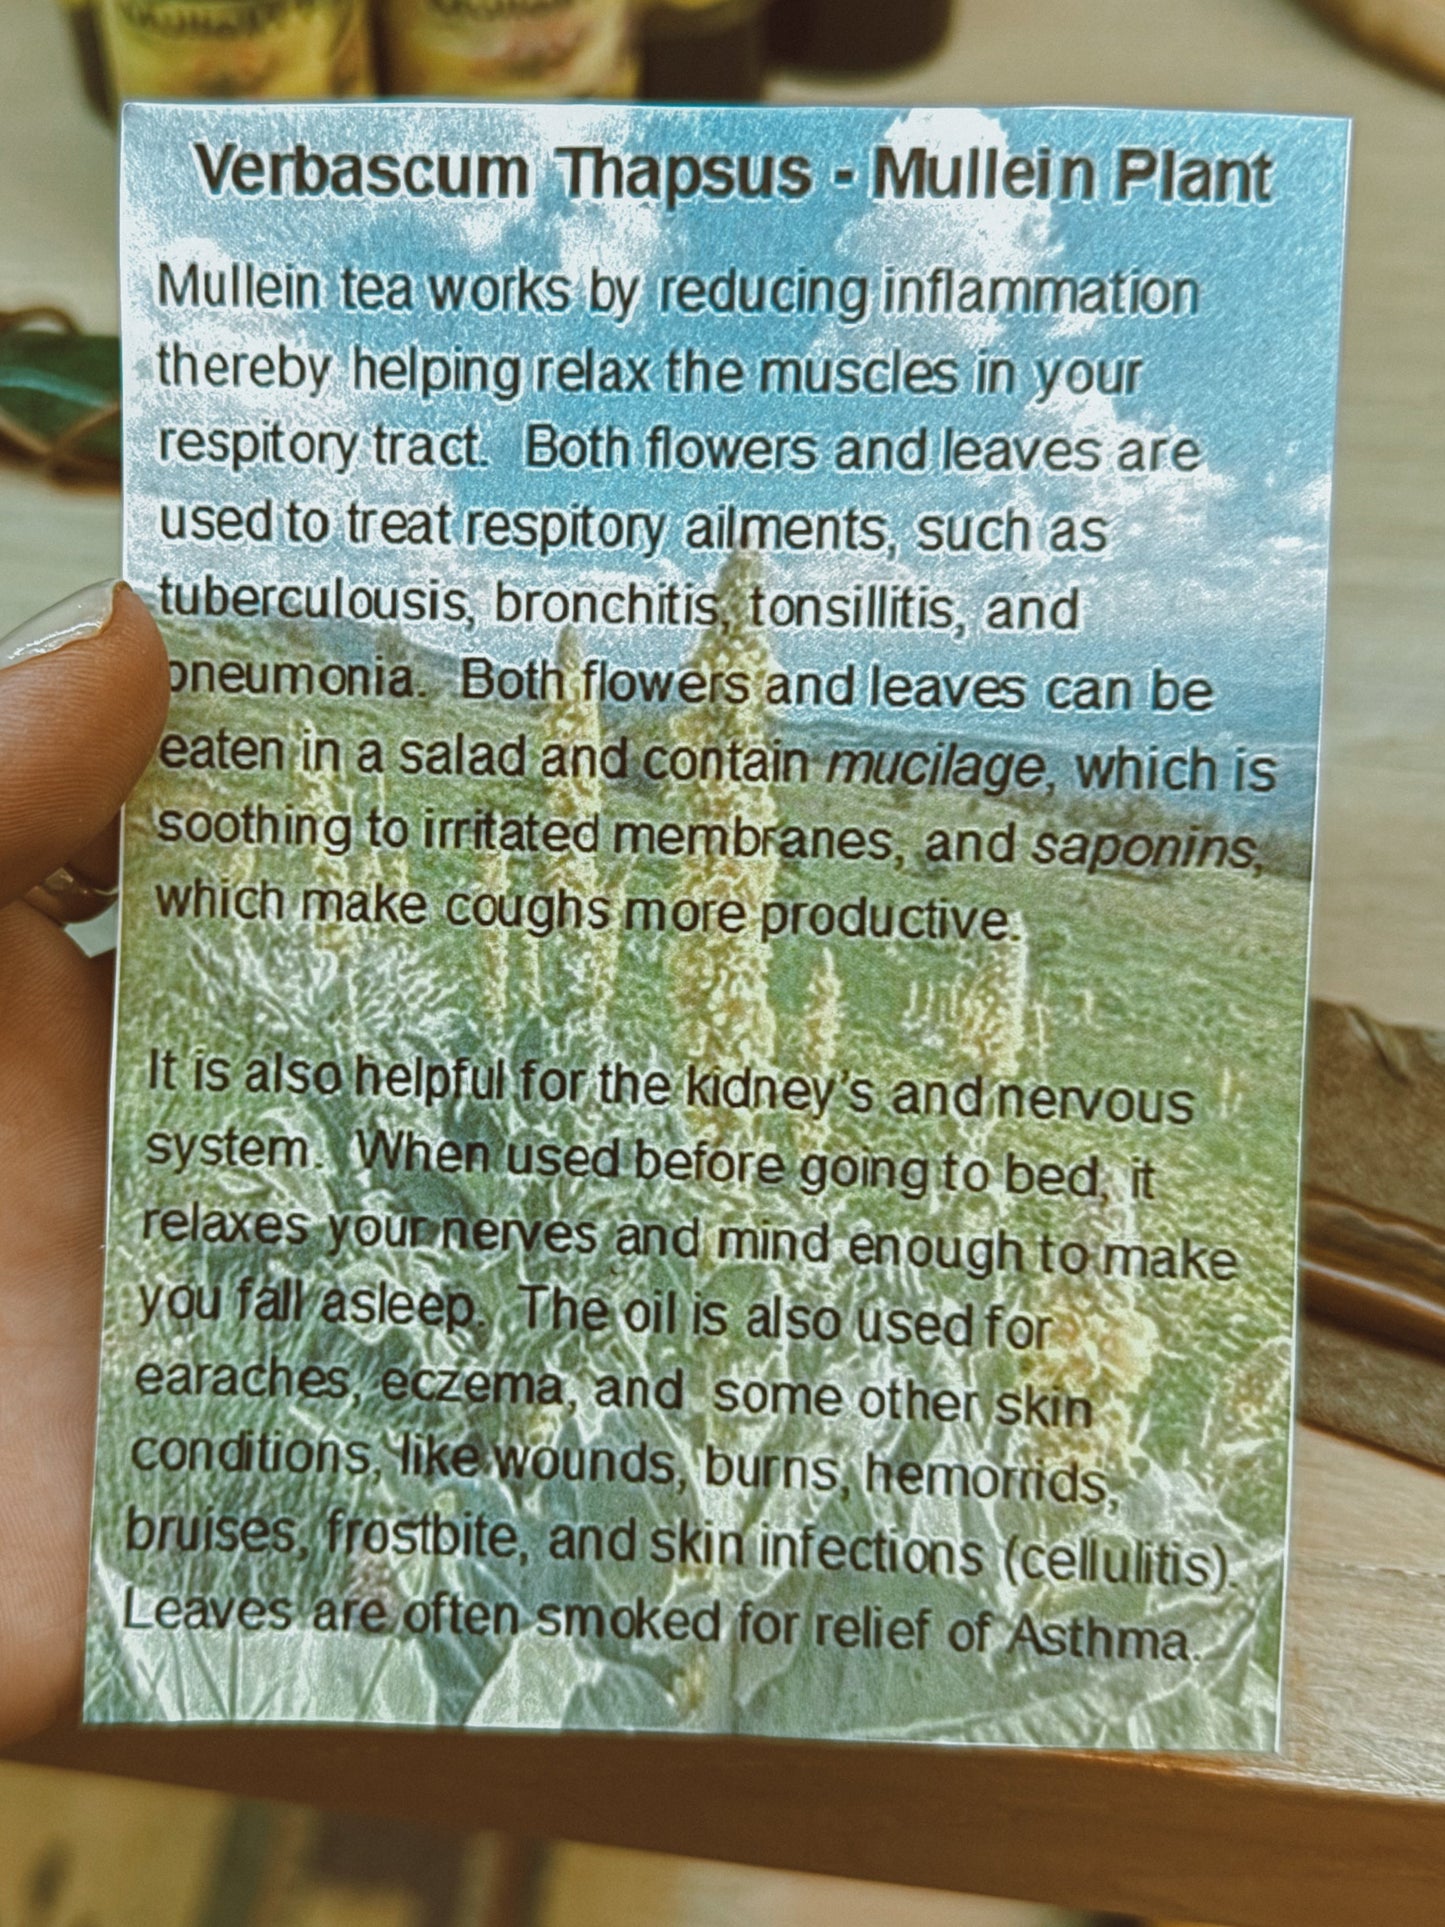 Verbascum Thapsus - Mullein Plant
Mullein tea works by reducing inflammation
thereby helping relax the muscles in your
respitory tract. Both flowers and leaves are
used to treat respitory ailments, such as
tuberculousis, bronchitis, tonsillitis, and
pneumonia. Both flowers and leaves can be
eaten in a salad and contain mucilage, which is
soothing to irritated membranes, and saponins,
which make coughs more productive.
It is also helpful for the kidney's and nervous
system. When used before going to bed, it
relaxes your nerves and mind enough to make
you fall asleep. The oil is also used for
earaches, eczema, and some other skin
conditions, like wounds, burns, hemorrids,
bruises, frostbite, and skin infections (cellulitis).
Leaves are often smoked for relief of Asthma.